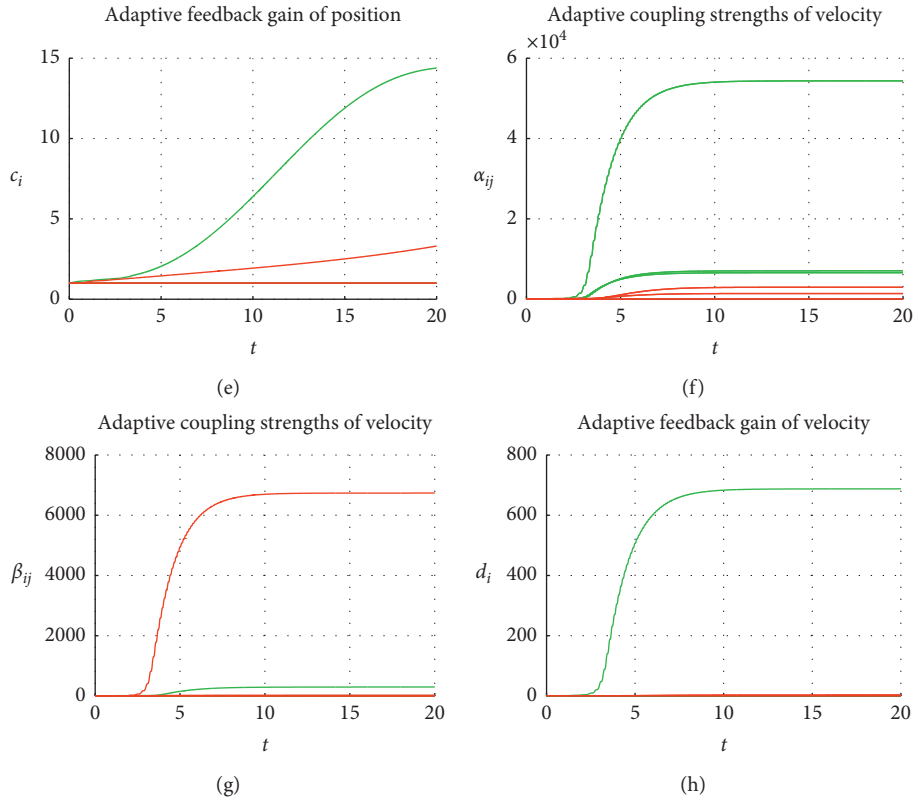 Adaptive feedback gain of position
15
10
5
0
c_i
0 5 10 15 20
t
(e)
Adaptive coupling strengths of velocity
×10^4
6
4
2
0
α_ij
0 5 10 15 20
t
(f)
Adaptive coupling strengths of velocity
8000
6000
4000
2000
0
β_ij
0 5 10 15 20
t
(g)
Adaptive feedback gain of velocity
800
600
400
200
0
d_i
0 5 10 15 20
t
(h)